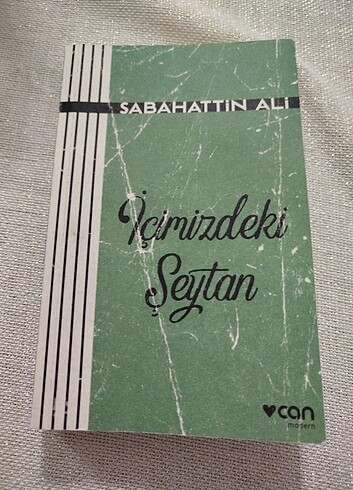 SABAHATTİN ALİ
İçimizdeki
Şeytan
can
modern